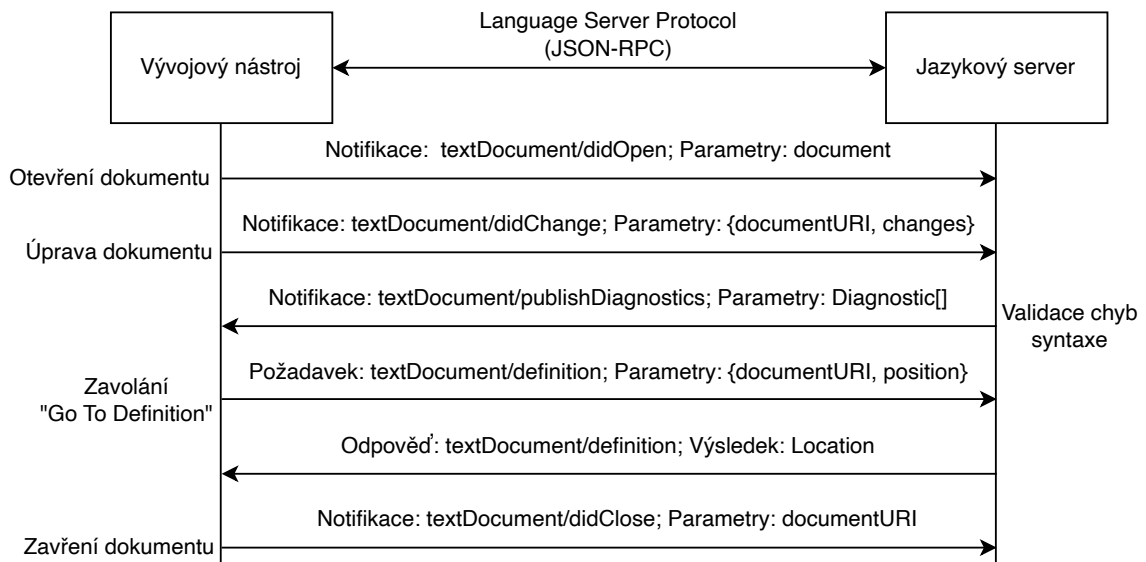 Language Server Protocol
(JSON-RPC)
Vývojový nástroj
Jazykový server
Notifikace: textDocument/didOpen; Parametry: document
Otevření dokumentu
Notifikace: textDocument/didChange; Parametry: {documentURI, changes}
Úprava dokumentu
Notifikace: textDocument/publishDiagnostics; Parametry: Diagnostic[]
Validace chyb
syntaxe
Požadavek: textDocument/definition; Parametry: {documentURI, position}
Zavolání
"Go To Definition"
Odpověď: textDocument/definition; Výsledek: Location
Notifikace: textDocument/didClose; Parametry: documentURI
Zavření dokumentu